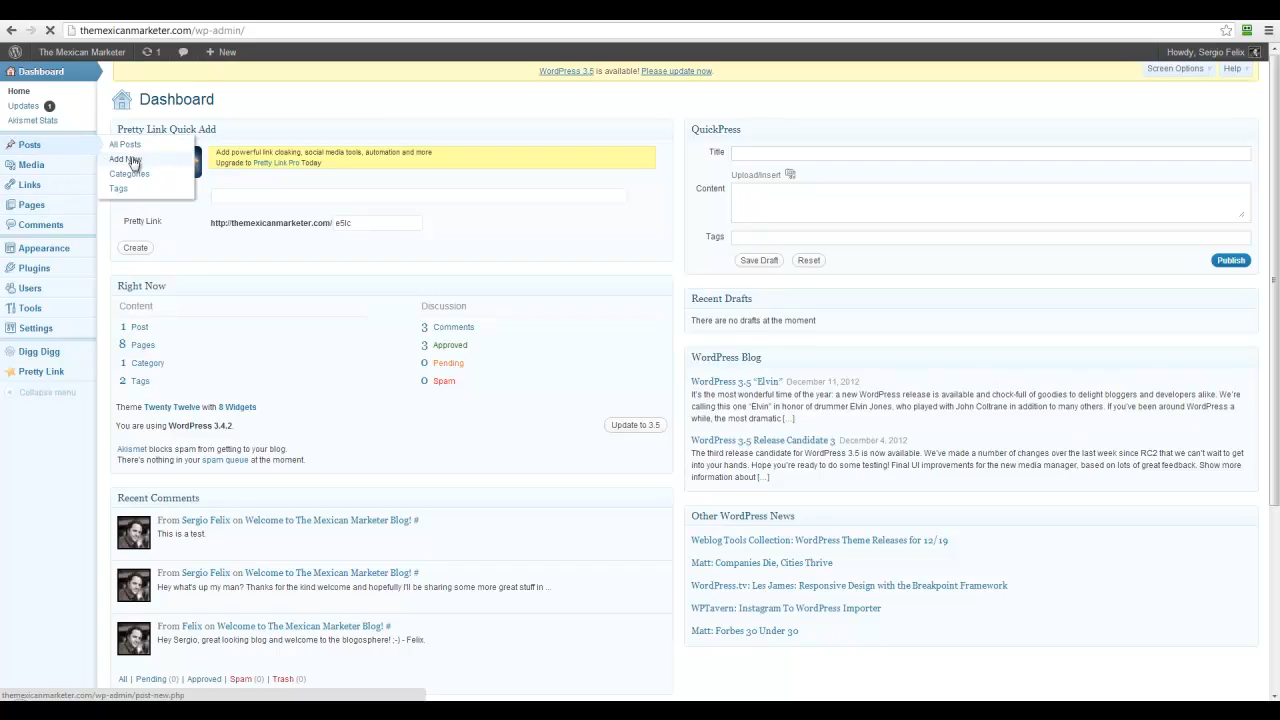 themexicanmarketer.com/wp-admin/
The Mexican Marketer 1 + New Howdy, Sergio Felix
Dashboard
Home
Updates 1
Akismet Stats
Posts
Media
Links
Pages
Comments
Appearance
Plugins
Users
Tools
Settings
Digg Digg
Pretty Link
Collapse menu
All Posts
Add New
Categories
Tags
WordPress 3.5 is available! Please update now.
Screen Options Help
Dashboard
Pretty Link Quick Add
Add powerful link cloaking, social media tools, automation and more
Upgrade to Pretty Link Pro Today
Pretty Link http://themexicanmarketer.com/ e5lc
Create
Right Now
Content Discussion
1 Post 3 Comments
8 Pages 3 Approved
1 Category 0 Pending
2 Tags 0 Spam
Theme Twenty Twelve with 8 Widgets
You are using WordPress 3.4.2. Update to 3.5
Akismet blocks spam from getting to your blog.
There's nothing in your spam queue at the moment.
Recent Comments
From Sergio Felix on Welcome to The Mexican Marketer Blog! #
This is a test
From Sergio Felix on Welcome to The Mexican Marketer Blog! #
Hey what's up my man? Thanks for the kind welcome and hopefully I'll be sharing some more great stuff in ...
From Felix on Welcome to The Mexican Marketer Blog! #
Hey Sergio, great looking blog and welcome to the blogosphere! ;-) - Felix.
All | Pending (0) | Approved | Spam (0) | Trash (0)
QuickPress
Title
Upload/Insert
Content
Tags
Save Draft Reset Publish
Recent Drafts
There are no drafts at the moment
WordPress Blog
WordPress 3.5 "Elvin" December 11, 2012
It's the most wonderful time of the year: a new WordPress release is available and chock-full of goodies to delight bloggers and developers alike. We're
calling this one "Elvin" in honor of drummer Elvin Jones, who played with John Coltrane in addition to many others. If you've been around WordPress a
while, the most dramatic [...]
WordPress 3.5 Release Candidate 3 December 4, 2012
The third release candidate for WordPress 3.5 is now available. We've made a number of changes over the last week since RC2 that we can't wait to get
into your hands. Hope you're ready to do some testing! Final UI improvements for the new media manager, based on lots of great feedback. Show more
information about [...]
Other WordPress News
Weblog Tools Collection: WordPress Theme Releases for 12/19
Matt: Companies Die, Cities Thrive
WordPress.tv: Les James: Responsive Design with the Breakpoint Framework
WPTavern: Instagram To WordPress Importer
Matt: Forbes 30 Under 30
themexicanmarketer.com/wp-admin/post-new.php